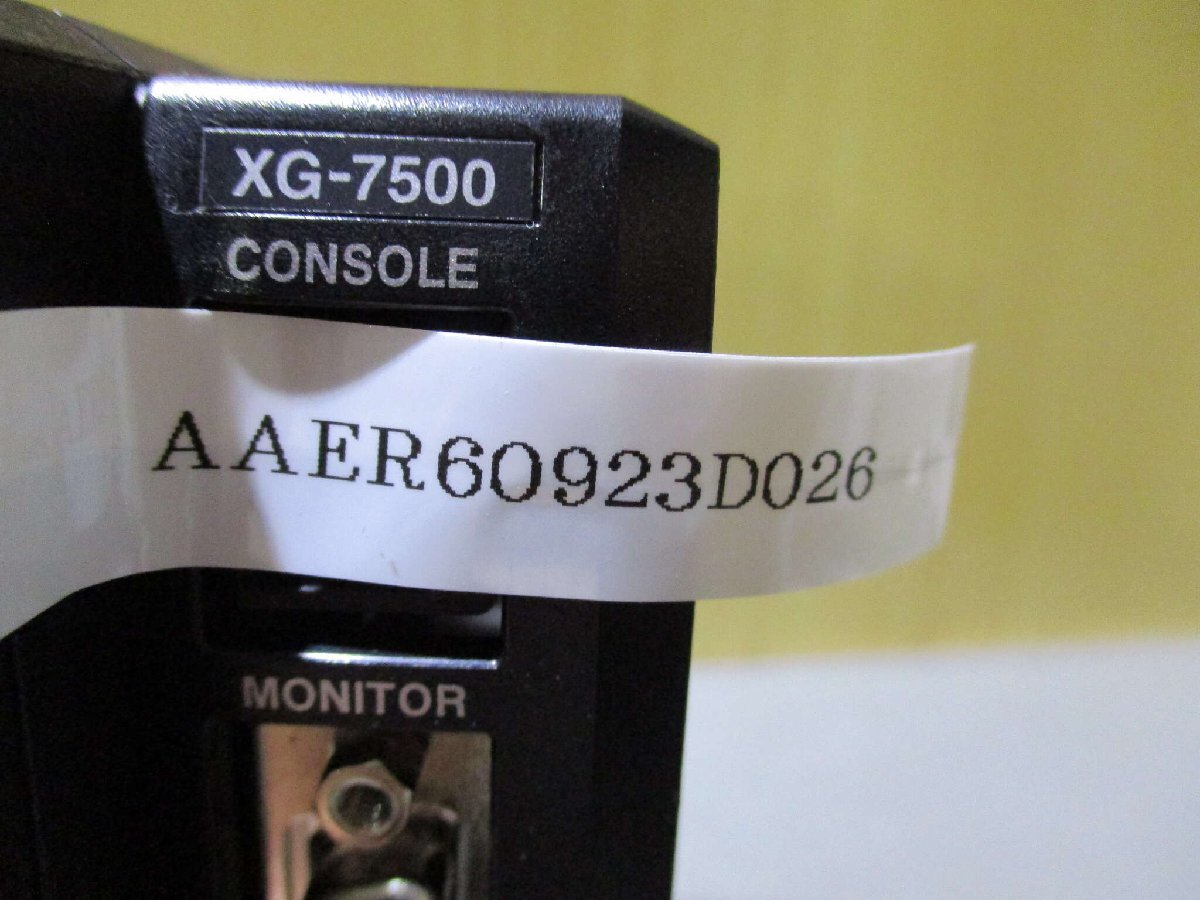 XG-7500
CONSOLE
AAER60923D026
MONITOR